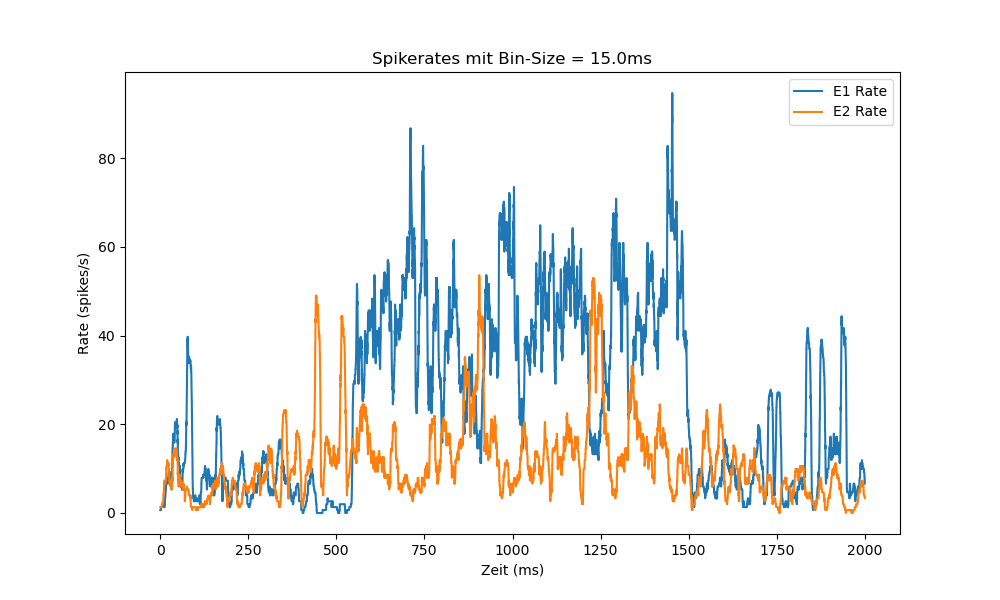 Spikerates mit Bin-Size = 15.0ms
E1 Rate
E2 Rate
Rate (spikes/s)
80
60
40
20
0
0 250 500 750 1000 1250 1500 1750 2000
Zeit (ms)